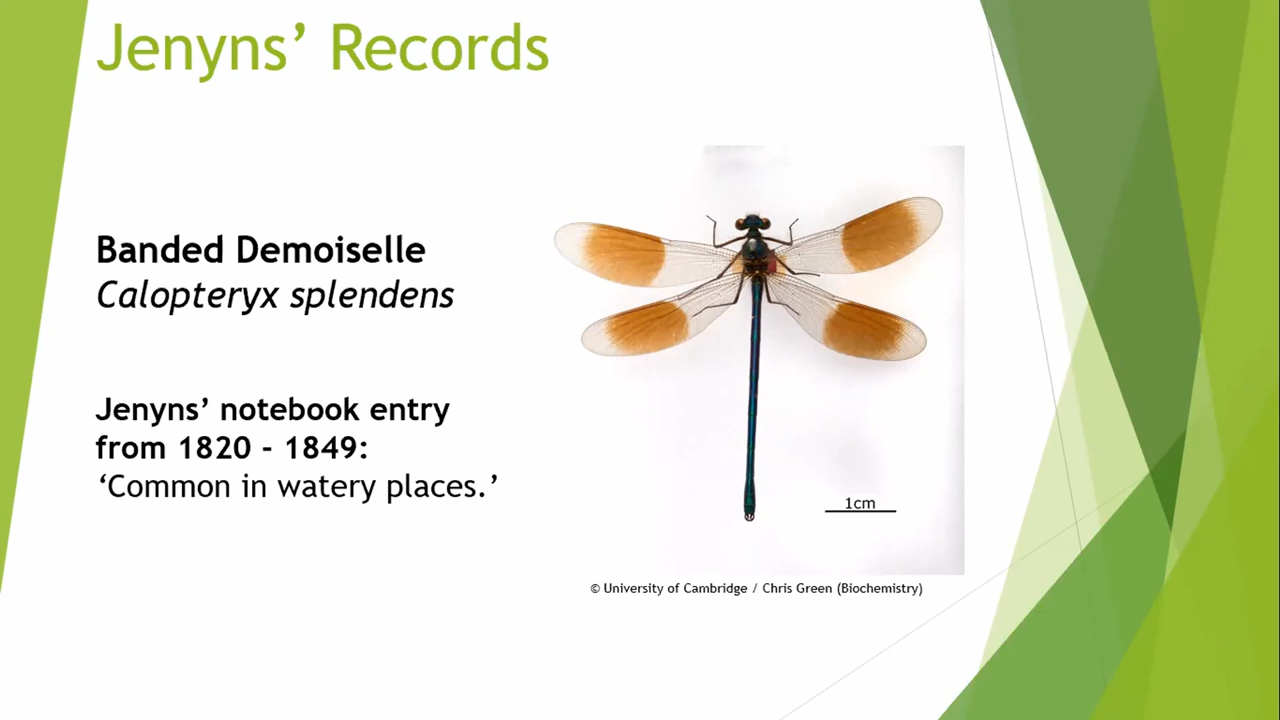 Jenyns’ Records
Banded Demoiselle
Calopteryx splendens
Jenyns’ notebook entry
from 1820 - 1849:
‘Common in watery places.’
1cm
© University of Cambridge / Chris Green (Biochemistry)